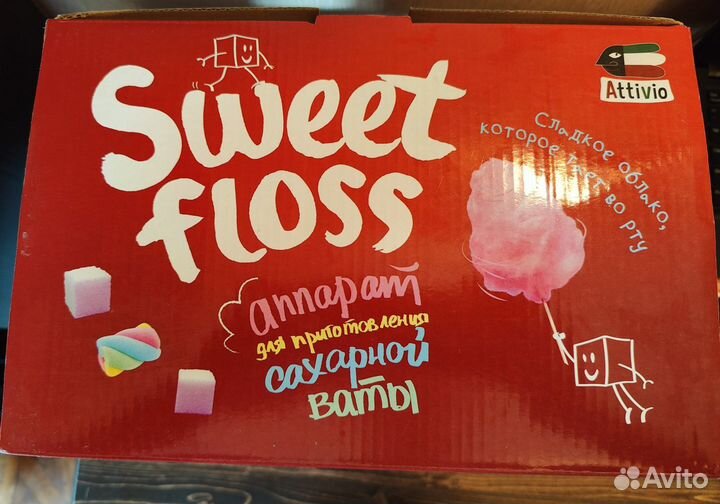 Sweet
floss
Attivio
Сладкое облако,
которое тает во рту
аппарат
для приготовления
сахарной
ваты
Avito